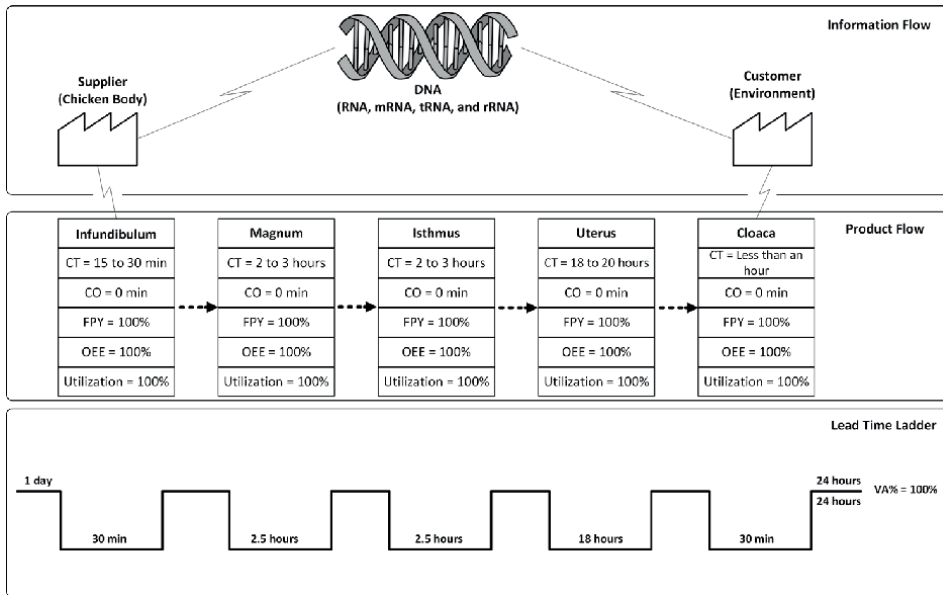 Information Flow
Supplier
(Chicken Body)
DNA
(RNA, mRNA, tRNA, and rRNA)
Customer
(Environment)
Product Flow
Infundibulum
CT = 15 to 30 min
CO = 0 min
FPY = 100%
OEE = 100%
Utilization = 100%
Magnum
CT = 2 to 3 hours
CO = 0 min
FPY = 100%
OEE = 100%
Utilization = 100%
Isthmus
CT = 2 to 3 hours
CO = 0 min
FPY = 100%
OEE = 100%
Utilization = 100%
Uterus
CT = 18 to 20 hours
CO = 0 min
FPY = 100%
OEE = 100%
Utilization = 100%
Cloaca
CT = Less than an
hour
CO = 0 min
FPY = 100%
OEE = 100%
Utilization = 100%
Lead Time Ladder
1 day
30 min
2.5 hours
2.5 hours
18 hours
30 min
24 hours
24 hours
VA% = 100%